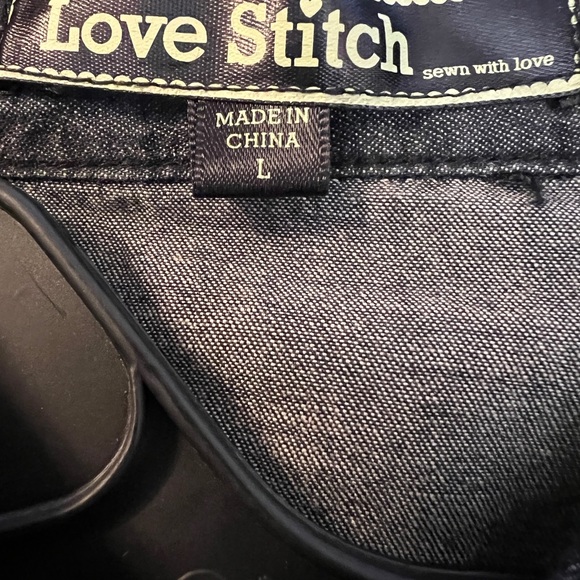 Love Stitch
sewn with love
MADE IN
CHINA
L